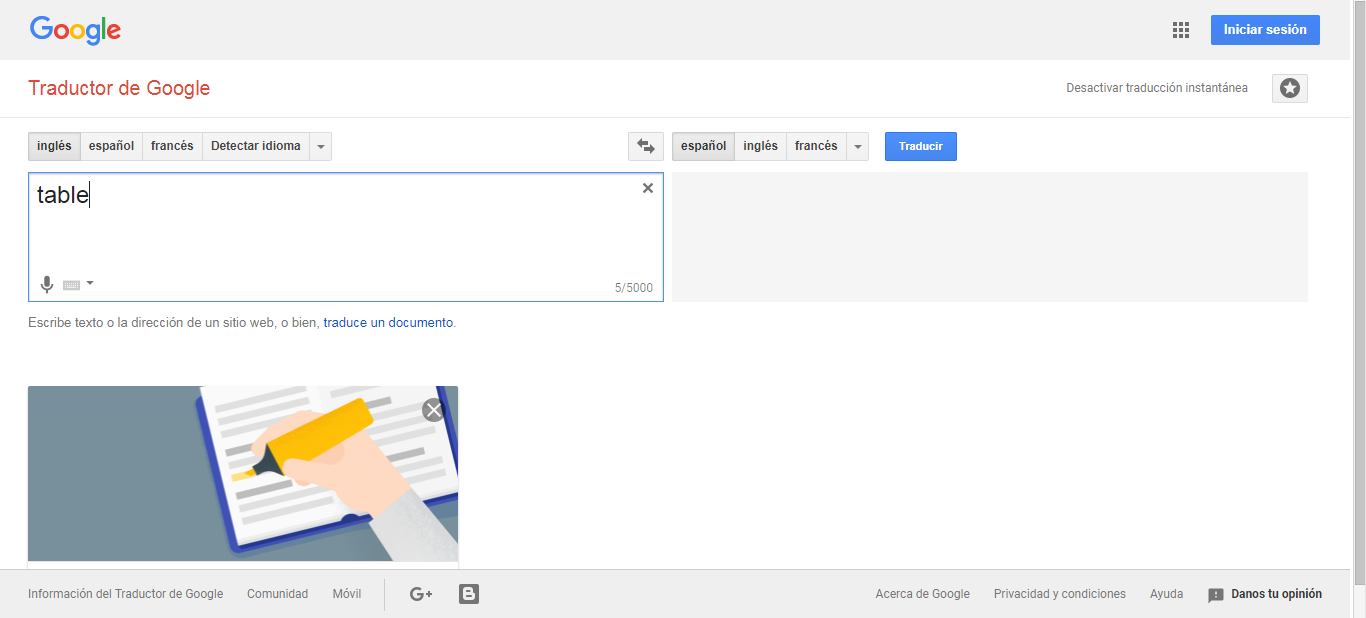 Google
Iniciar sesión
Traductor de Google
Desactivar traducción instantánea
inglés español francés Detectar idioma
español inglés francés Traducir
table
5/5000
Escribe texto o la dirección de un sitio web, o bien, traduce un documento.
Información del Traductor de Google Comunidad Móvil G+ B Acerca de Google Privacidad y condiciones Ayuda Danos tu opinión